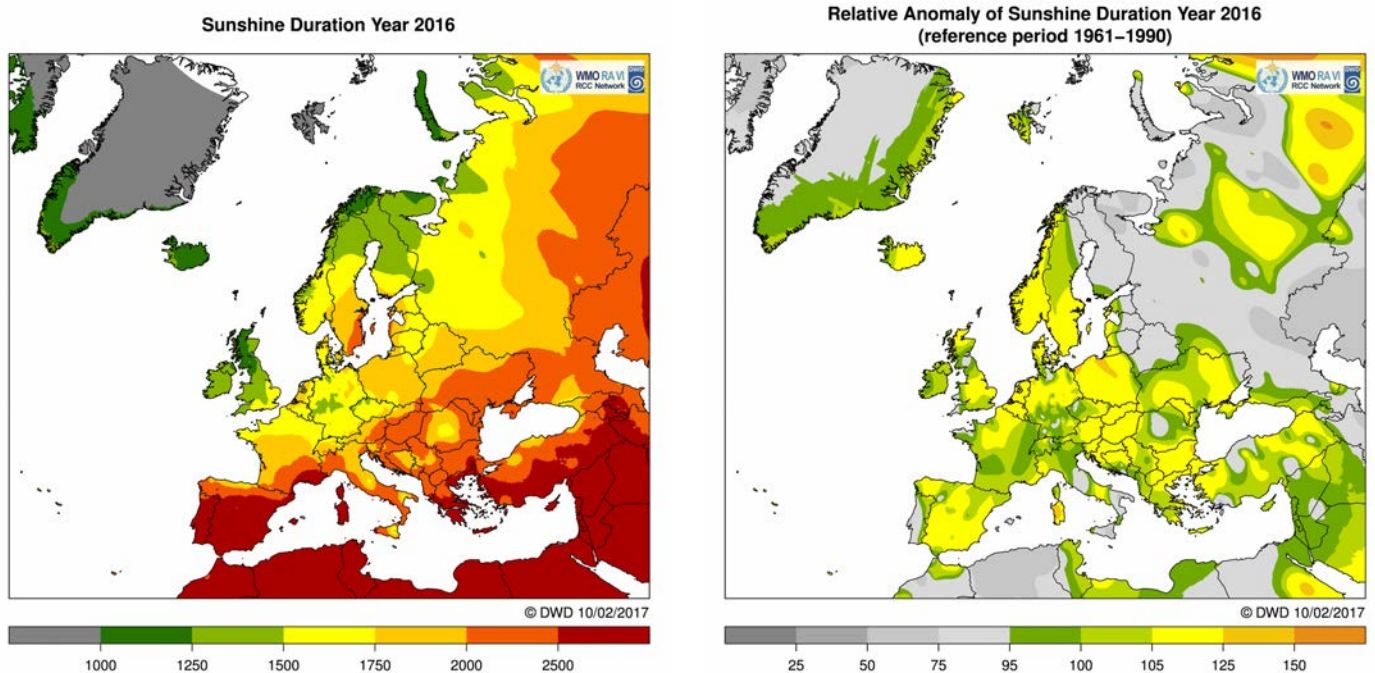 Sunshine Duration Year 2016
WMO RA VI
RCC Network
DWD
© DWD 10/02/2017
1000 1250 1500 1750 2000 2500
Relative Anomaly of Sunshine Duration Year 2016
(reference period 1961−1990)
WMO RA VI
RCC Network
DWD
© DWD 10/02/2017
25 50 75 95 100 105 125 150